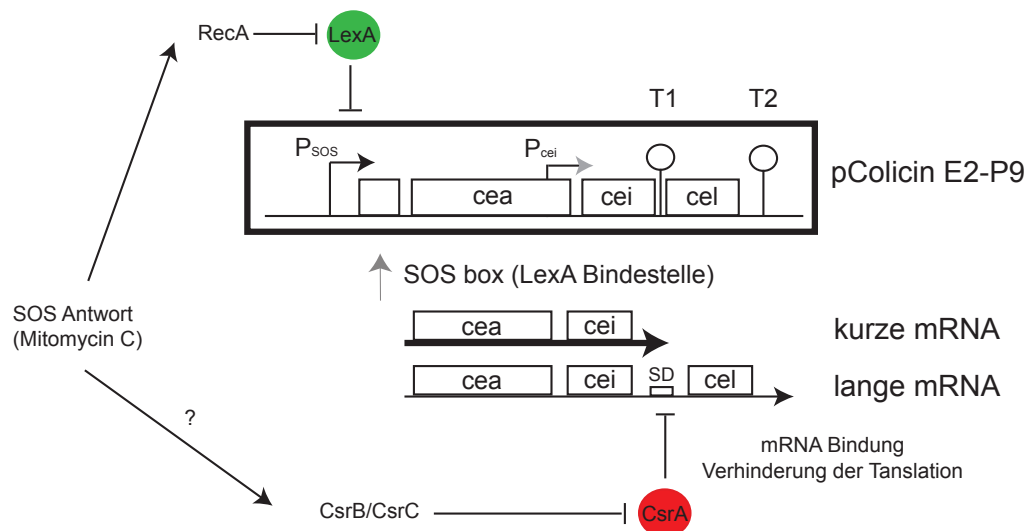 RecA
LexA
T1
T2
PSOS
Pcei
cea
cei
cel
pColicin E2-P9
SOS box (LexA Bindestelle)
SOS Antwort
(Mitomycin C)
cea
cei
kurze mRNA
cea
cei
SD
cel
lange mRNA
?
mRNA Bindung
Verhinderung der Tanslation
CsrB/CsrC
CsrA